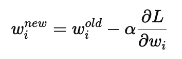 w_i^{new} = w_i^{old} − α ∂L/∂w_i